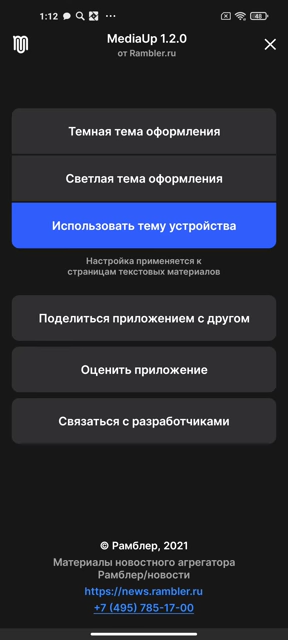 1:12
48
MediaUp 1.2.0
от Rambler.ru
Темная тема оформления
Светлая тема оформления
Использовать тему устройства
Настройка применяется к
страницам текстовых материалов
Поделиться приложением с другом
Оценить приложение
Связаться с разработчиками
© Рамблер, 2021
Материалы новостного агрегатора
Рамблер/новости
https://news.rambler.ru
+7 (495) 785-17-00